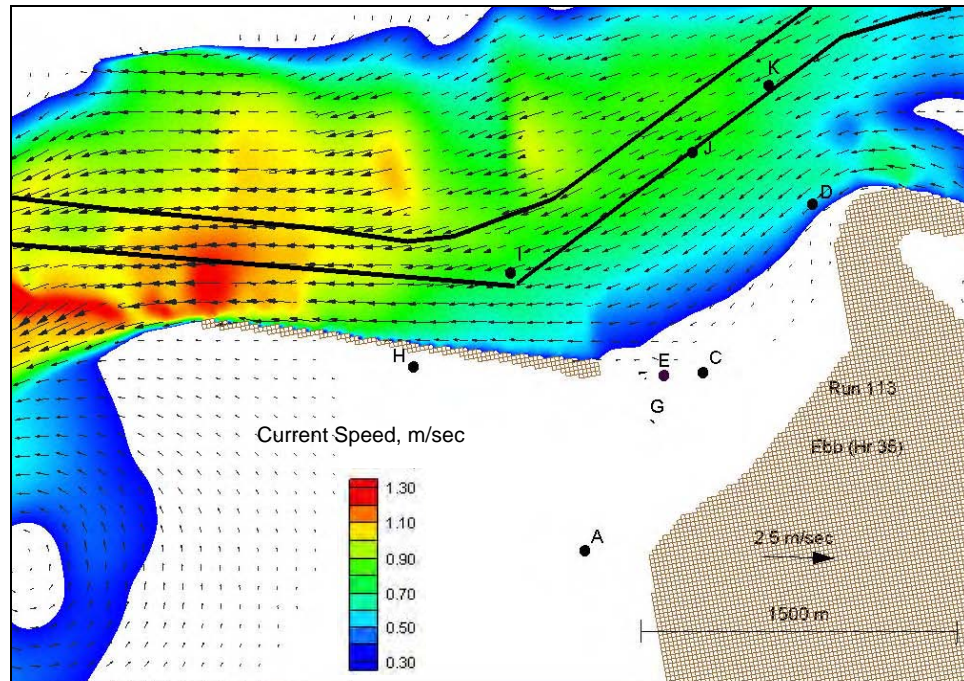 K
J
D
I
H
E
C
G
Run 113
Current Speed, m/sec
Ebb (Hr 35)
1.30
1.10
0.90
0.70
0.50
0.30
A
2.5 m/sec
1500 m